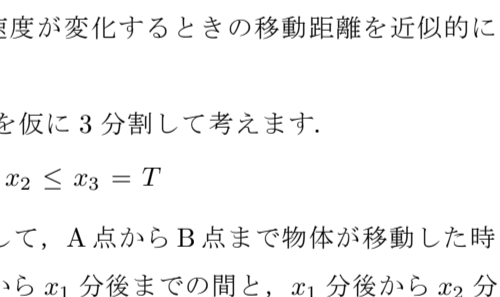 速度が変化するときの移動距離を近似的に
を仮に 3 分割して考えます.
x₂ ≤ x₃ = T
して，A 点から B 点まで物体が移動した時
から x₁ 分後までの間と，x₁ 分後から x₂ 分